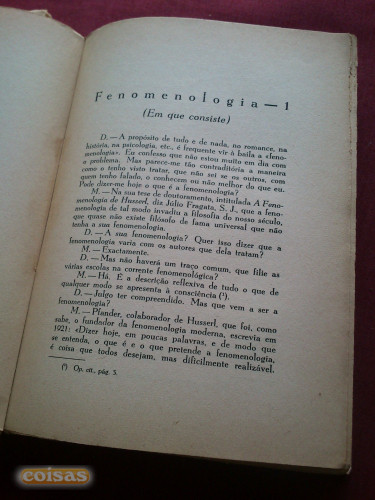 Fenomenologia — 1
(Em que consiste)
D. — A propósito de tudo e de nada, no romance, na
história, na psicologia, etc., é frequente vir à baila a «feno-
menologia». Eu confesso que não estou muito em dia com
o problema. Mas parece-me tão contraditória a maneira
como o tenho visto tratar, que não sei se os outros, com
quem tenho falado, o conhecem ou não melhor do que eu.
Pode dizer-me hoje o que é a fenomenologia?
M. — Na sua tese de doutoramento, intitulada A Feno-
menologia de Husserl, diz Júlio Fragata, S. J., que a feno-
menologia de tal modo invadiu a filosofia do nosso século,
que quase não existe filósofo de fama universal que não
tenha a sua fenomenologia.
D. — A sua fenomenologia? Quer isso dizer que a
fenomenologia varia com os autores que dela tratam?
M. — Exactamente.
D. — Mas não haverá um traço comum, que filie as
várias escolas na corrente fenomenológica?
M. — Há. É a descrição reflexiva de tudo o que de
qualquer modo se apresenta à consciência (¹).
D. — Julgo ter compreendido. Mas que vem a ser a
fenomenologia?
M. — Pfander, colaborador de Husserl, que foi, como
sabe, o fundador da fenomenologia moderna, escrevia em
1921: «Dizer hoje, em poucas palavras, e de modo que
se entenda, o que é e o que pretende a fenomenologia,
é coisa que todos desejam, mas dificilmente realizável.
(¹) Op. cit., pág. 5.
coisas